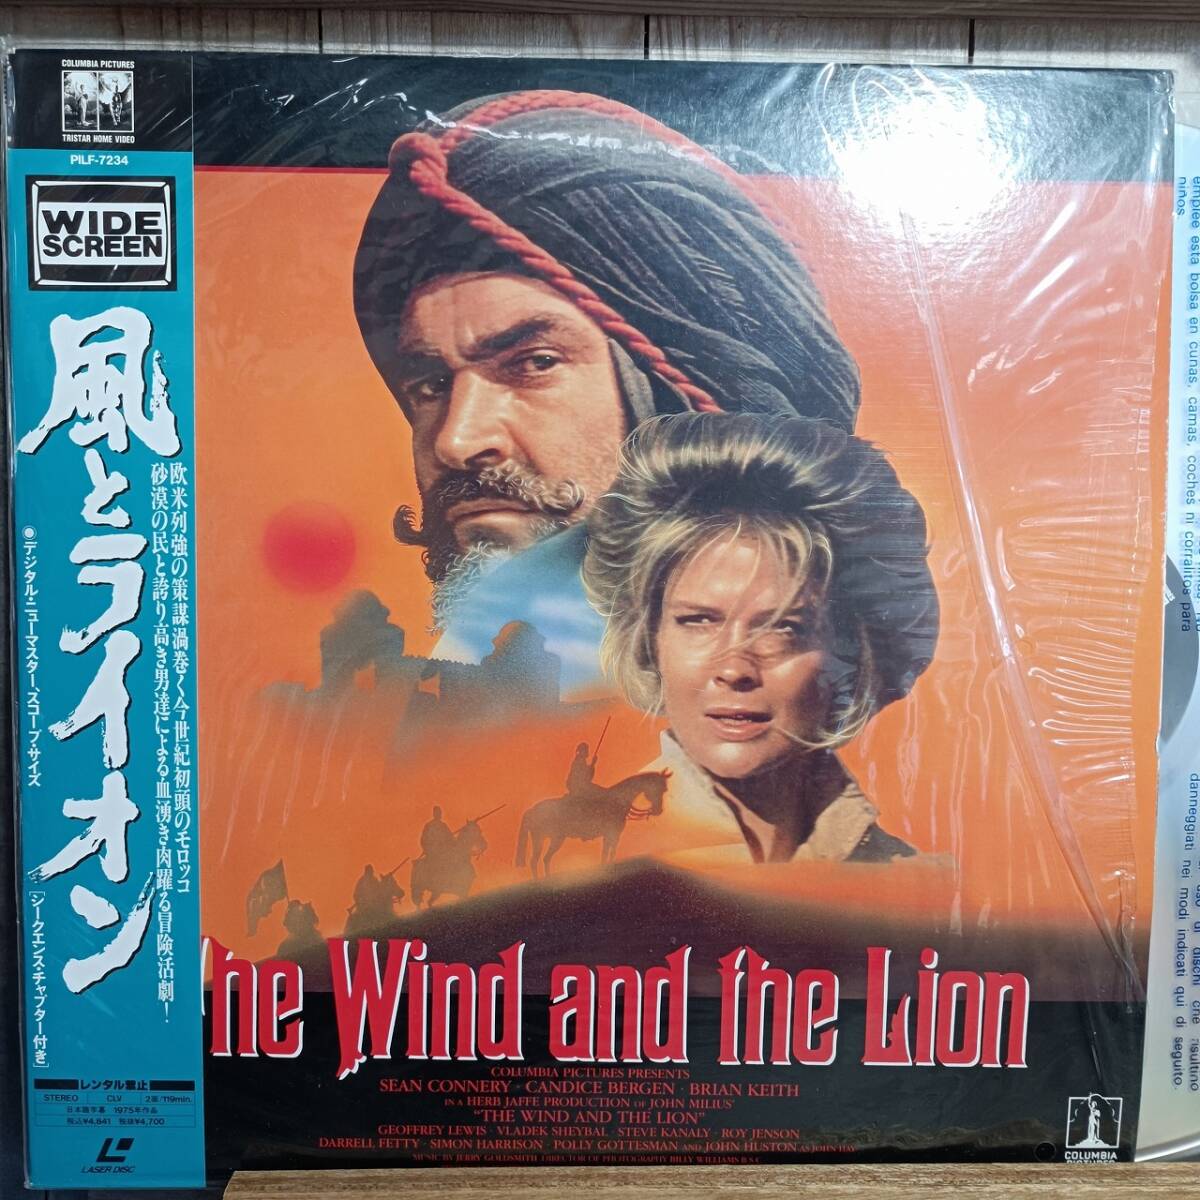 COLUMBIA PICTURES
TRISTAR HOME VIDEO
PILF-7234
WIDE
SCREEN
風とライオン
欧米列強の策謀渦巻く今世紀初頭のモロッコ
砂漠の民と誇り高き男達による血湧き肉躍る冒険活劇!
◉デジタル・ニューマスター、スコープ・サイズ
[シークエンス・チャプター付き]
レンタル禁止
STEREO CLV 2面/119min.
日本語字幕 1975年作品
税込¥4,841 税抜¥4,700
LASER DISC
The Wind and the Lion
COLUMBIA PICTURES PRESENTS
SEAN CONNERY · CANDICE BERGEN · BRIAN KEITH
IN A HERB JAFFE PRODUCTION OF JOHN MILIUS'
"THE WIND AND THE LION"
GEOFFREY LEWIS · VLADEK SHEYBAL · STEVE KANALY · ROY JENSON
DARRELL FETTY · SIMON HARRISON · POLLY GOTTESMAN AND JOHN HUSTON AS JOHN HAY
MUSIC BY JERRY GOLDSMITH DIRECTOR OF PHOTOGRAPHY BILLY WILLIAMS B.S.C
COLUMBIA
PICTURES
empiee esta bolsa en cunas, camas, coches ni corralitos para
niños
danneggiati nei modi indicati qui di seguito.
di dischi che